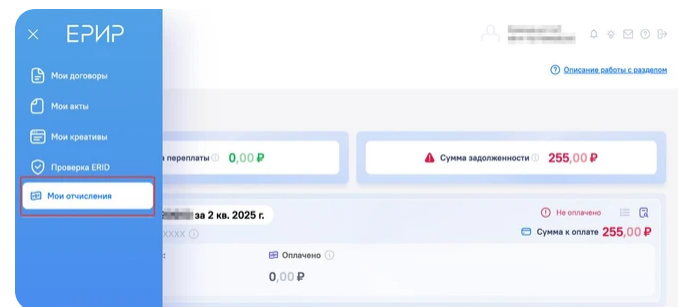 ЕРИР
Описание работы с разделом
Мои договоры
Мои акты
Мои креативы
Проверка ERID
Мои отчисления
переплаты 0,00 ₽
Сумма задолженности 255,00 ₽
за 2 кв. 2025 г.
Не оплачено
XXXX
Сумма к оплате 255,00 ₽
Оплачено
0,00 ₽